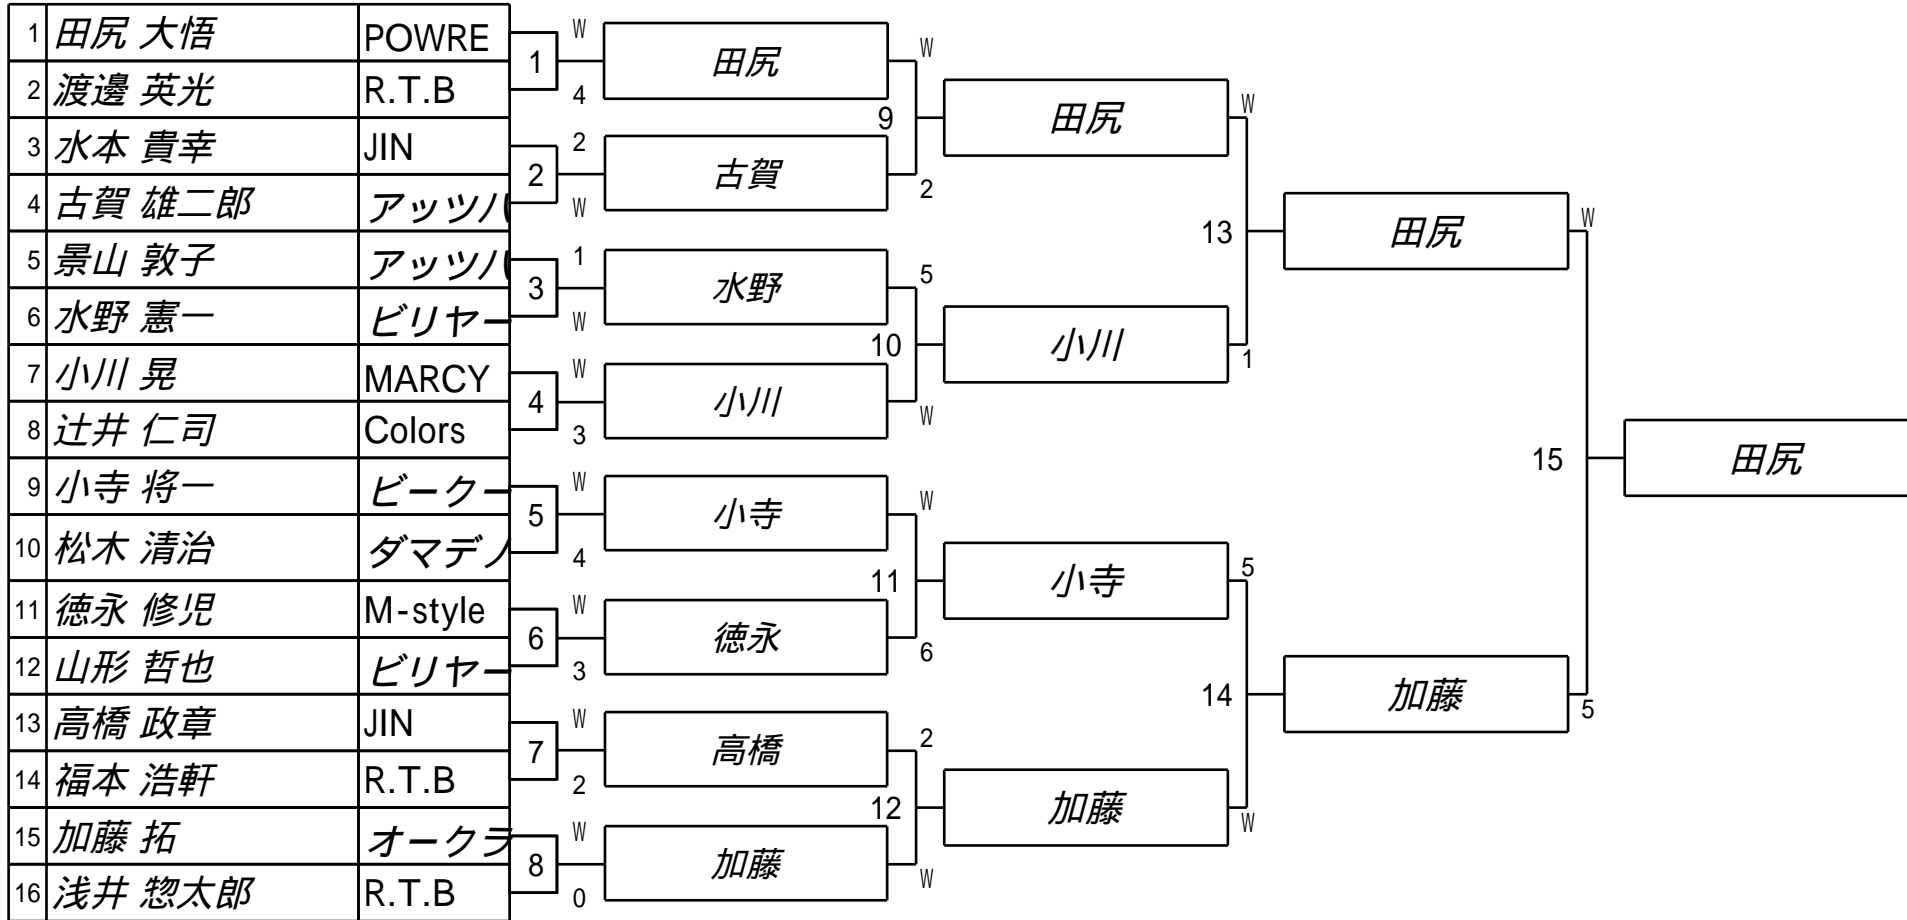 1 田尻 大悟 POWRE
2 渡邊 英光 R.T.B
3 水本 貴幸 JIN
4 古賀 雄二郎 アッツハ
5 景山 敦子 アッツハ
6 水野 憲一 ビリヤー
7 小川 晃 MARCY
8 辻井 仁司 Colors
9 小寺 将一 ビークー
10 松木 清治 ダマデノ
11 徳永 修児 M-style
12 山形 哲也 ビリヤー
13 高橋 政章 JIN
14 福本 浩軒 R.T.B
15 加藤 拓 オークラ
16 浅井 惣太郎 R.T.B
1 W 4
2 2 W
3 1 W
4 W 3
5 W 4
6 W 3
7 W 2
8 W 0
田尻 W
9
古賀 2
水野 5
10
小川 W
小寺 W
11
徳永 6
高橋 2
12
加藤 W
田尻 W
13
小川 1
小寺 5
14
加藤 W
田尻 W
15
加藤 5
田尻